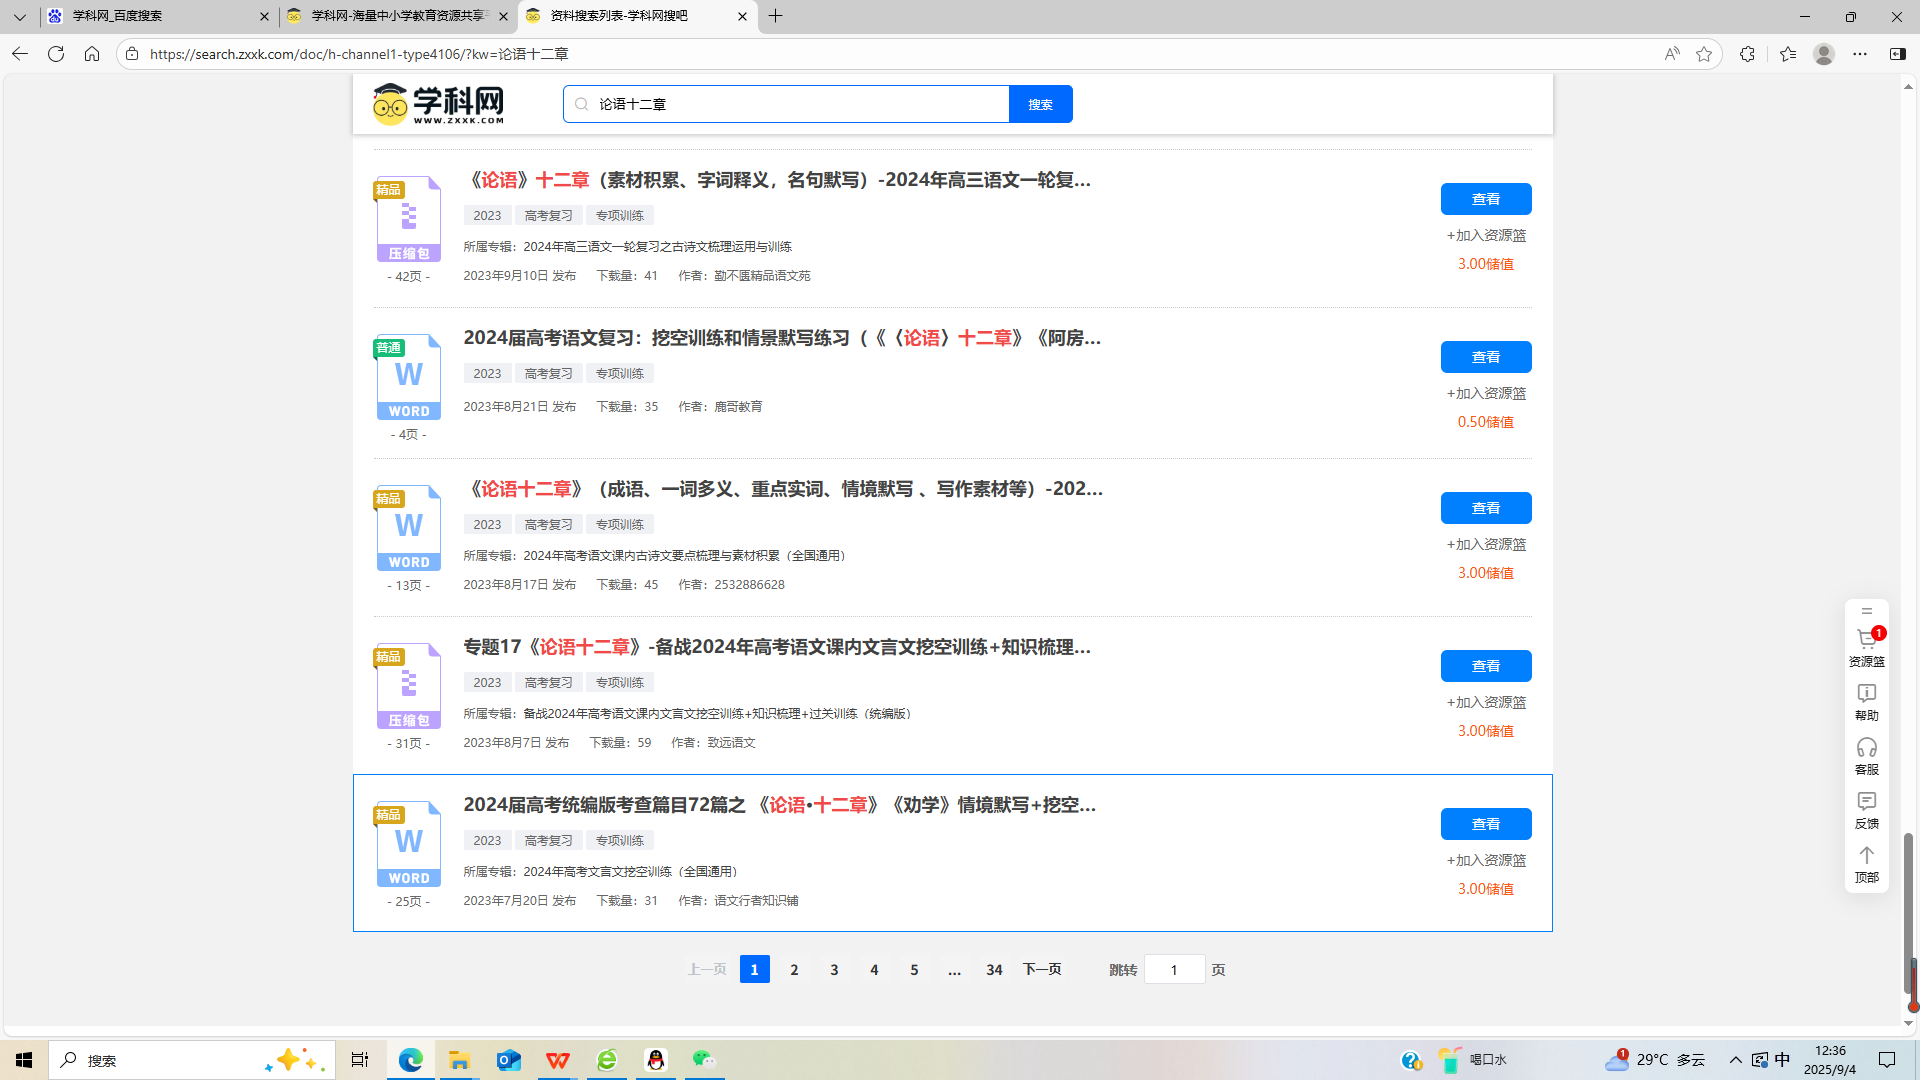 学科网_百度搜索
学科网-海量中小学教育资源共享
资料搜索列表-学科网搜吧
https://search.zxxk.com/doc/h-channel1-type4106/?kw=论语十二章
学科网
WWW.ZXXK.COM
论语十二章
搜索
精品
压缩包
- 42页 -
《论语》十二章（素材积累、字词释义，名句默写）-2024年高三语文一轮复...
2023 高考复习 专项训练
所属专辑：2024年高三语文一轮复习之古诗文梳理运用与训练
2023年9月10日 发布 下载量：41 作者：勤不匮精品语文苑
查看
+加入资源篮
3.00储值
普通
W
WORD
- 4页 -
2024届高考语文复习：挖空训练和情景默写练习（《〈论语〉十二章》《阿房...
2023 高考复习 专项训练
2023年8月21日 发布 下载量：35 作者：鹿哥教育
查看
+加入资源篮
0.50储值
精品
W
WORD
- 13页 -
《论语十二章》（成语、一词多义、重点实词、情境默写 、写作素材等）-202...
2023 高考复习 专项训练
所属专辑：2024年高考语文课内古诗文要点梳理与素材积累（全国通用）
2023年8月17日 发布 下载量：45 作者：2532886628
查看
+加入资源篮
3.00储值
精品
压缩包
- 31页 -
专题17《论语十二章》-备战2024年高考语文课内文言文挖空训练+知识梳理...
2023 高考复习 专项训练
所属专辑：备战2024年高考语文课内文言文挖空训练+知识梳理+过关训练（统编版）
2023年8月7日 发布 下载量：59 作者：致远语文
查看
+加入资源篮
3.00储值
精品
W
WORD
- 25页 -
2024届高考统编版考查篇目72篇之 《论语·十二章》《劝学》情境默写+挖空...
2023 高考复习 专项训练
所属专辑：2024年高考文言文挖空训练（全国通用）
2023年7月20日 发布 下载量：31 作者：语文行者知识铺
查看
+加入资源篮
3.00储值
上一页 1 2 3 4 5 ... 34 下一页 跳转 1 页
1
资源篮
帮助
客服
反馈
顶部
搜索
喝口水
1
29°C 多云
中
12:36
2025/9/4